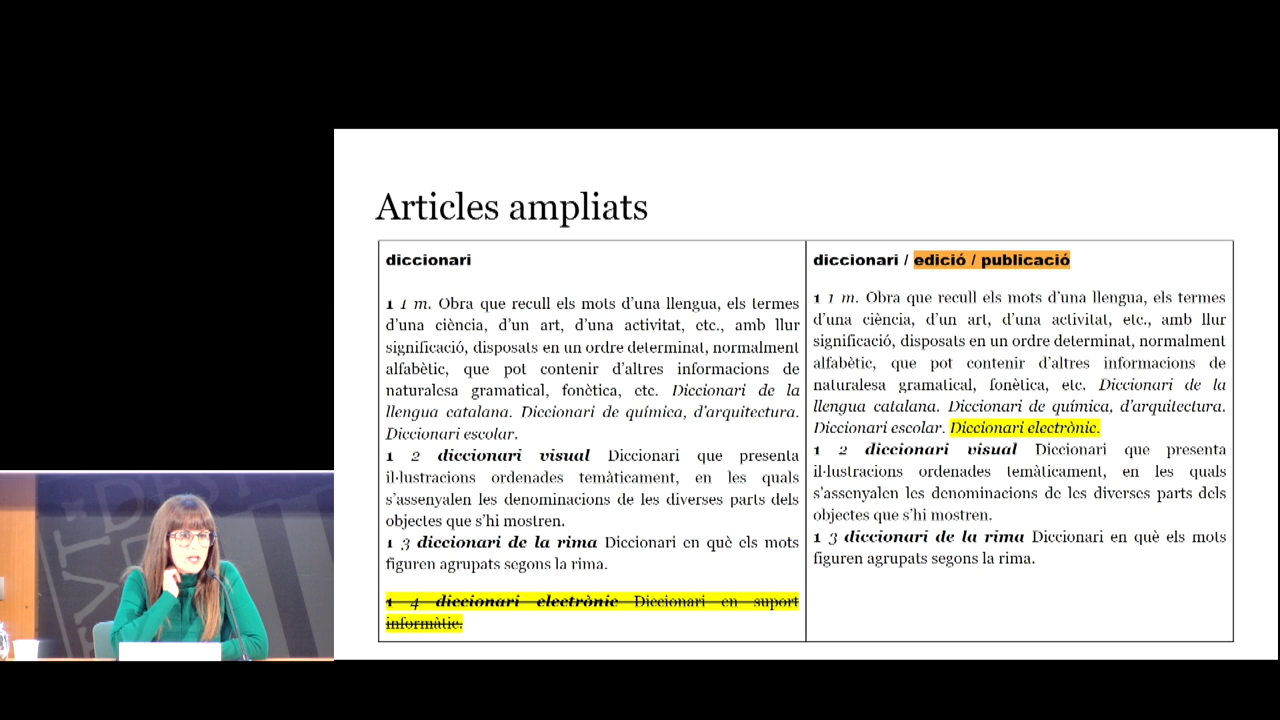 Articles ampliats
diccionari
1 1 m. Obra que recull els mots d'una llengua, els termes
d'una ciència, d'un art, d'una activitat, etc., amb llur
significació, disposats en un ordre determinat, normalment
alfabètic, que pot contenir d'altres informacions de
naturalesa gramatical, fonètica, etc. Diccionari de la
llengua catalana. Diccionari de química, d'arquitectura.
Diccionari escolar.
1 2 diccionari visual Diccionari que presenta
il·lustracions ordenades temàticament, en les quals
s'assenyalen les denominacions de les diverses parts dels
objectes que s'hi mostren.
1 3 diccionari de la rima Diccionari en què els mots
figuren agrupats segons la rima.
1 4 diccionari electrònic Diccionari en suport
informàtic.
diccionari / edició / publicació
1 1 m. Obra que recull els mots d'una llengua, els termes
d'una ciència, d'un art, d'una activitat, etc., amb llur
significació, disposats en un ordre determinat, normalment
alfabètic, que pot contenir d'altres informacions de
naturalesa gramatical, fonètica, etc. Diccionari de la
llengua catalana. Diccionari de química, d'arquitectura.
Diccionari escolar. Diccionari electrònic.
1 2 diccionari visual Diccionari que presenta
il·lustracions ordenades temàticament, en les quals
s'assenyalen les denominacions de les diverses parts dels
objectes que s'hi mostren.
1 3 diccionari de la rima Diccionari en què els mots
figuren agrupats segons la rima.